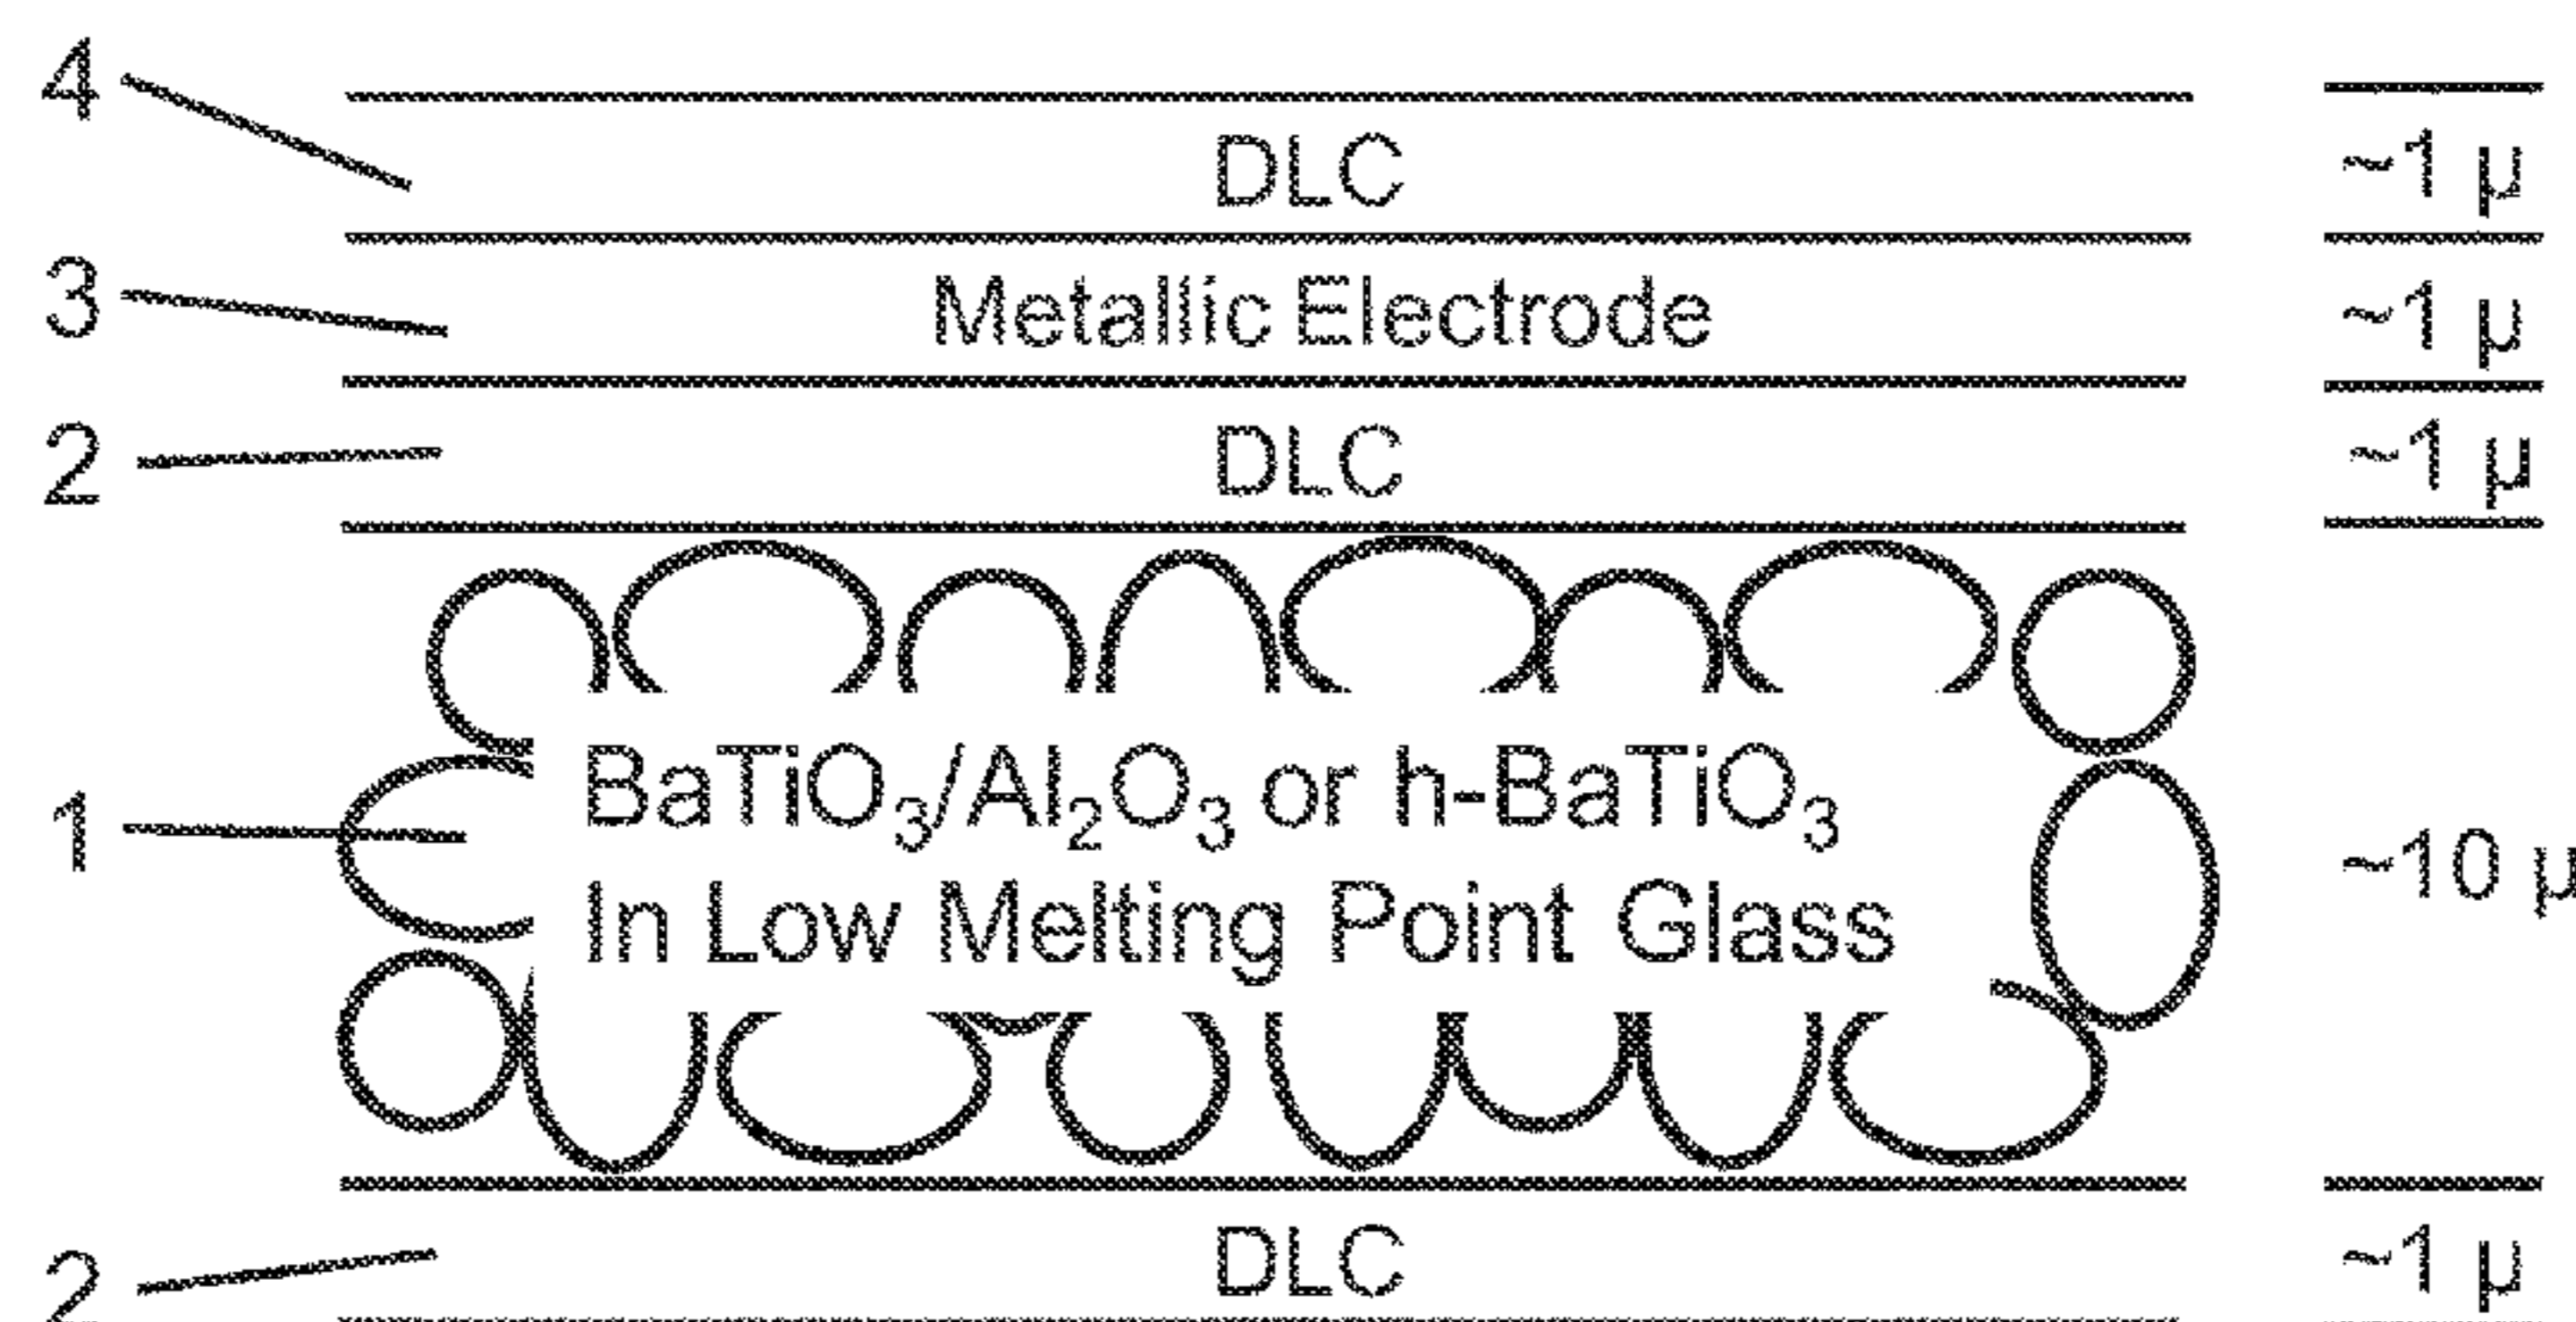 4 DLC ~1 μ
3 Metallic Electrode ~1 μ
2 DLC ~1 μ
1 BaTiO₃/Al₂O₃ or h-BaTiO₃ ~10 μ
In Low Melting Point Glass
2 DLC ~1 μ